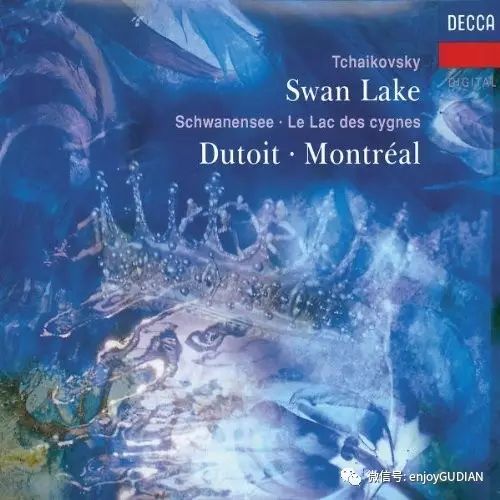 DECCA
DIGITAL
Tchaikovsky
Swan Lake
Schwanensee · Le Lac des cygnes
Dutoit · Montréal
微信号: enjoyGUDIAN